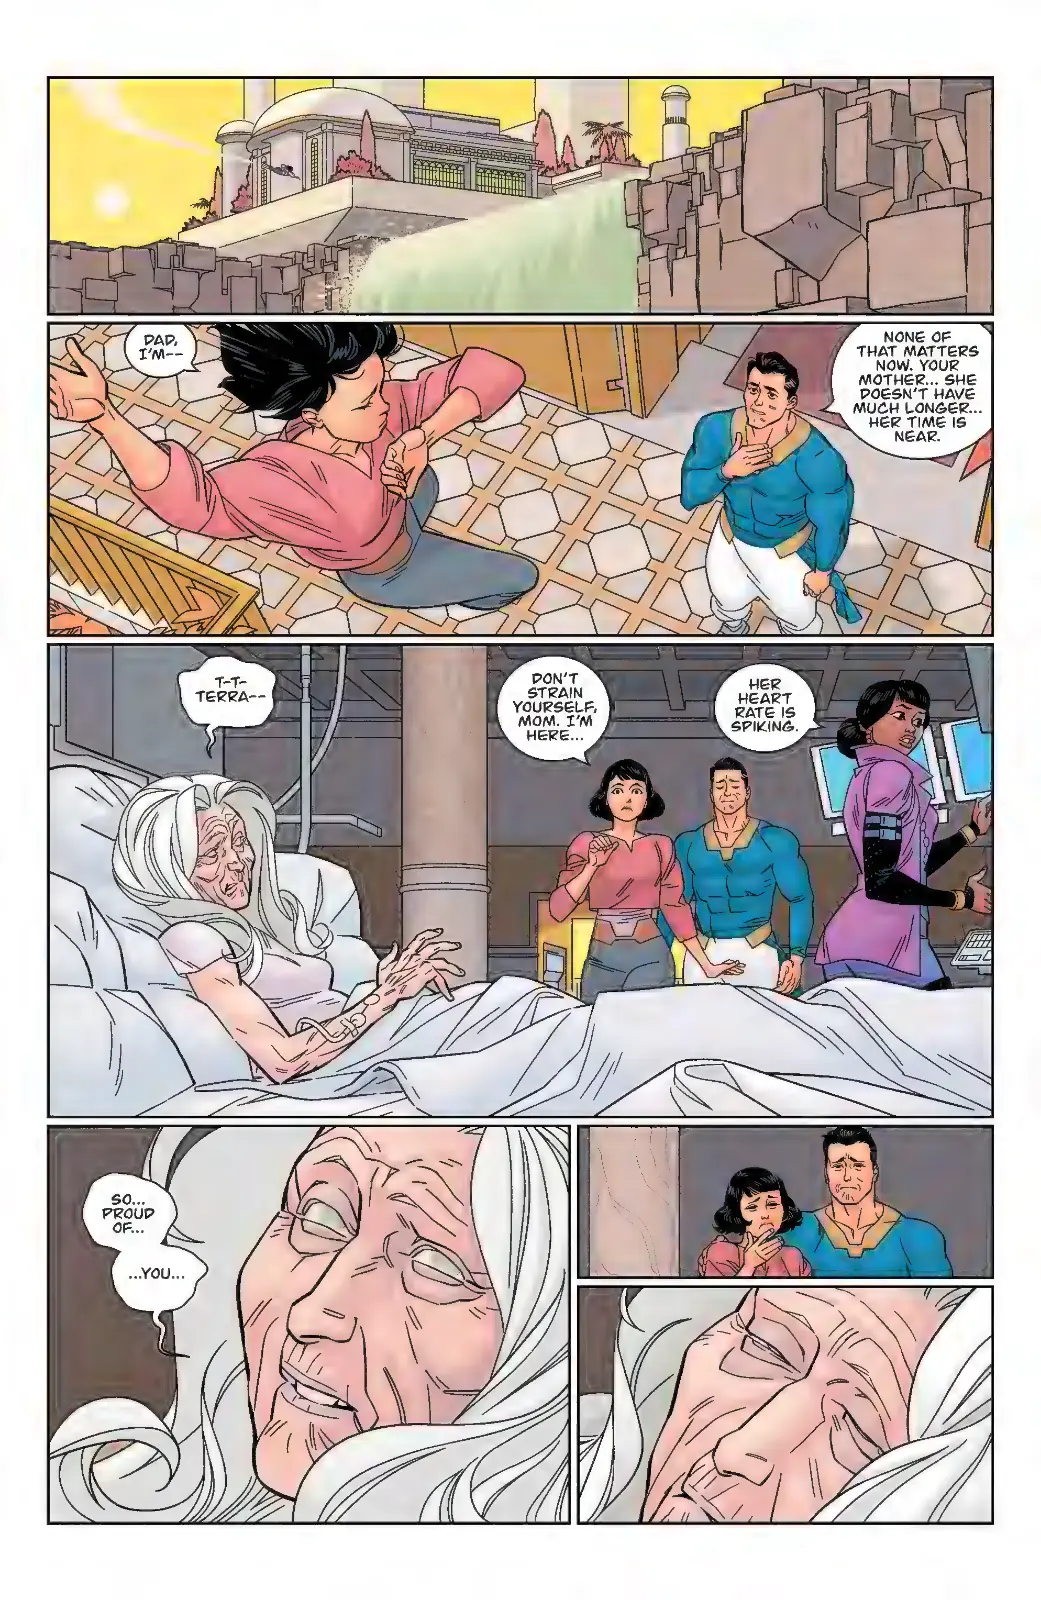 DAD,
I'M--
NONE OF
THAT MATTERS
NOW. YOUR
MOTHER... SHE
DOESN'T HAVE
MUCH LONGER...
HER TIME IS
NEAR.
T-T-
TERRA--
DON'T
STRAIN
YOURSELF,
MOM. I'M
HERE...
HER
HEART
RATE IS
SPIKING.
SO...
PROUD
OF...
...YOU...